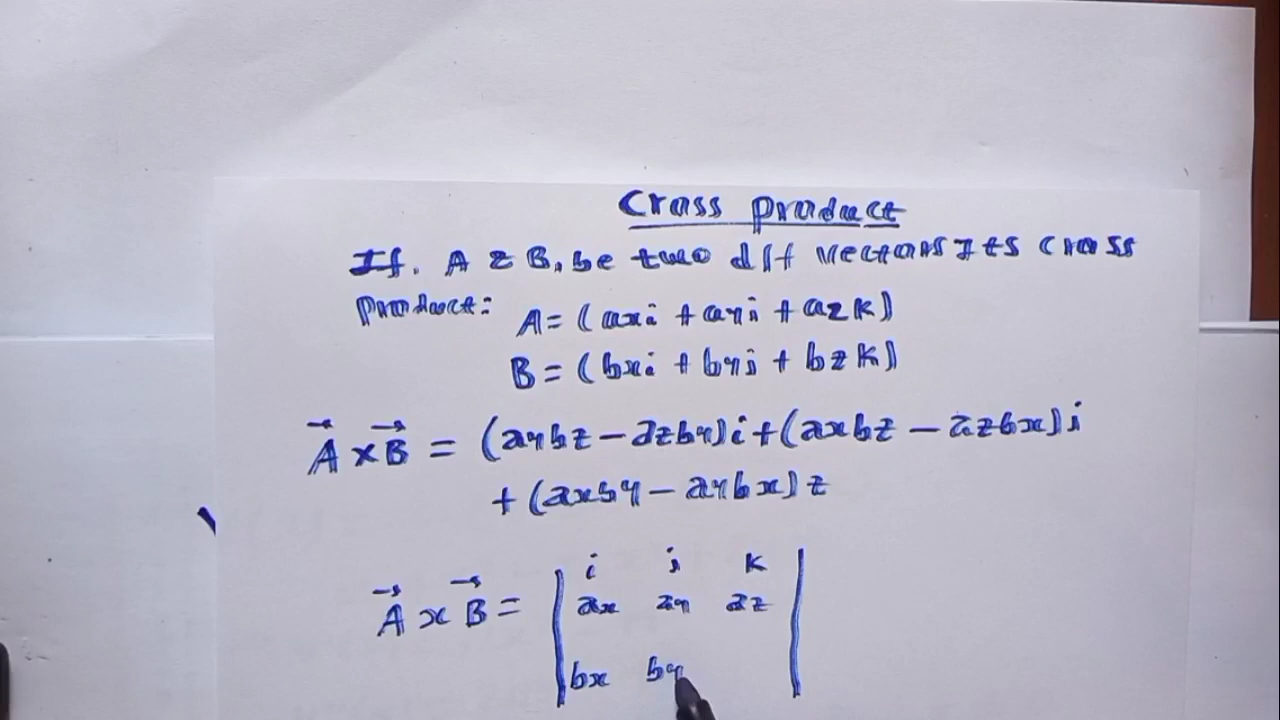 Cross product
If. A & B, be two dff vectors Its cross
product:
A = (axi + ayj + azk)
B = (bxi + byj + bzk)
A × B = (aybz − azby)i + (axbz − azbx)j
+ (axby − aybx)z
A x B =
i j k
ax ay az
bx by